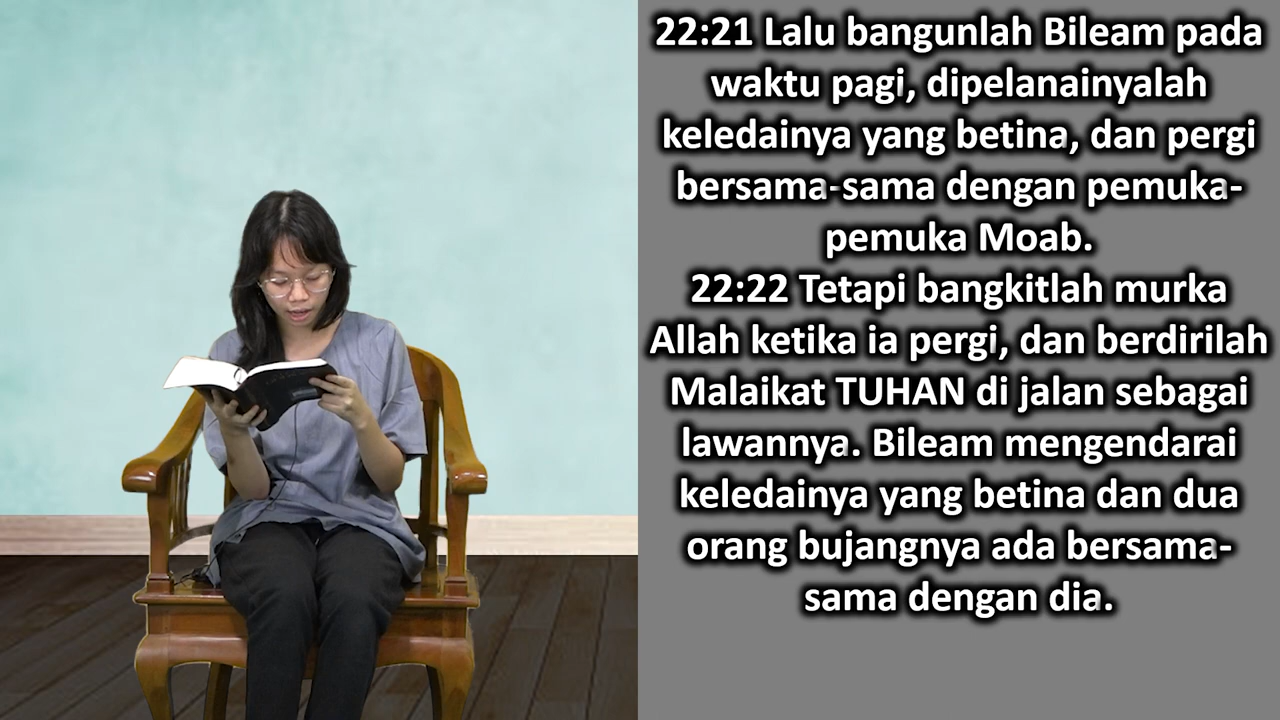 22:21 Lalu bangunlah Bileam pada
waktu pagi, dipelanainyalah
keledainya yang betina, dan pergi
bersama-sama dengan pemuka-
pemuka Moab.
22:22 Tetapi bangkitlah murka
Allah ketika ia pergi, dan berdirilah
Malaikat TUHAN di jalan sebagai
lawannya. Bileam mengendarai
keledainya yang betina dan dua
orang bujangnya ada bersama-
sama dengan dia.